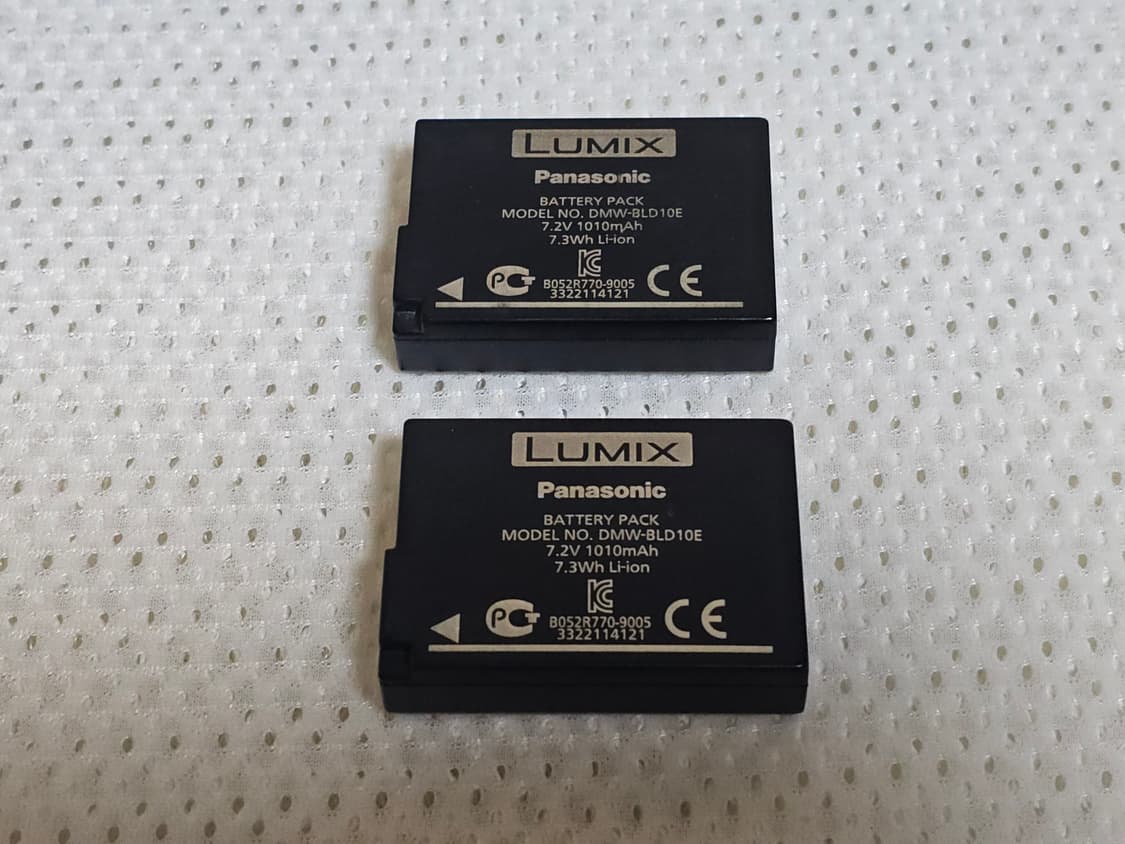 LUMIX
Panasonic
BATTERY PACK
MODEL NO. DMW-BLD10E
7.2V 1010mAh
7.3Wh Li-ion
PCT B052R770-9005 CE
3322114121
LUMIX
Panasonic
BATTERY PACK
MODEL NO. DMW-BLD10E
7.2V 1010mAh
7.3Wh Li-ion
PCT B052R770-9005 CE
3322114121